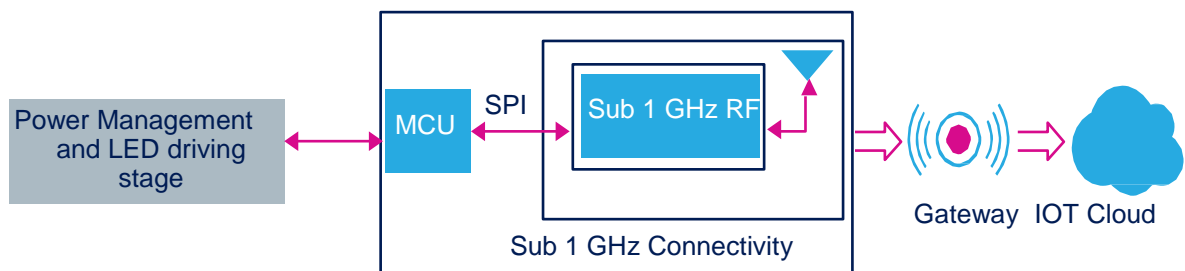 Power Management
and LED driving
stage
MCU
SPI
Sub 1 GHz RF
Gateway
IOT Cloud
Sub 1 GHz Connectivity